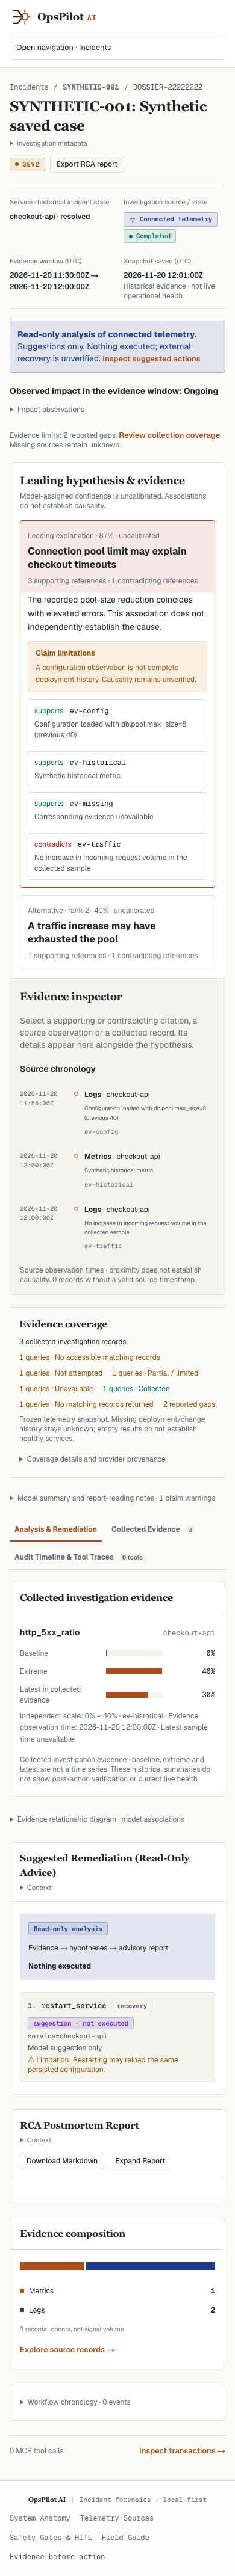 OpsPilot AI
Open navigation · Incidents
Incidents / SYNTHETIC-001 / DOSSIER-22222222
SYNTHETIC-001: Synthetic
saved case
▶ Investigation metadata
SEV2
Export RCA report
Service · historical incident state
checkout-api · resolved
Investigation source / state
Connected telemetry
Completed
Evidence window (UTC)
2026-11-20 11:30:00Z →
2026-11-20 12:00:00Z
Snapshot saved (UTC)
2026-11-20 12:01:00Z
Historical evidence · not live
operational health
Read-only analysis of connected telemetry.
Suggestions only. Nothing executed; external
recovery is unverified. Inspect suggested actions
Observed impact in the evidence window: Ongoing
▶ Impact observations
Evidence limits: 2 reported gaps. Review collection coverage.
Missing sources remain unknown.
Leading hypothesis & evidence
Model-assigned confidence is uncalibrated. Associations
do not establish causality.
Leading explanation · 87% · uncalibrated
Connection pool limit may explain
checkout timeouts
3 supporting references · 1 contradicting references
The recorded pool-size reduction coincides
with elevated errors. This association does not
independently establish the cause.
Claim limitations
A configuration observation is not complete
deployment history. Causality remains unverified.
supports ev-config
Configuration loaded with db.pool.max_size=8
(previous 40)
supports ev-historical
Synthetic historical metric
supports ev-missing
Corresponding evidence unavailable
contradicts ev-traffic
No increase in incoming request volume in the
collected sample
Alternative · rank 2 · 40% · uncalibrated
A traffic increase may have
exhausted the pool
1 supporting references · 1 contradicting references
Evidence inspector
Select a supporting or contradicting citation, a
source observation or a collected record. Its
details appear here alongside the hypothesis.
Source chronology
2026-11-20
11:55:00Z
Logs · checkout-api
Configuration loaded with db.pool.max_size=8
(previous 40)
ev-config
2026-11-20
12:00:00Z
Metrics · checkout-api
Synthetic historical metric
ev-historical
2026-11-20
12:00:00Z
Logs · checkout-api
No increase in incoming request volume in the
collected sample
ev-traffic
Source observation times · proximity does not establish
causality. 0 records without a valid source timestamp.
Evidence coverage
3 collected investigation records
1 queries · No accessible matching records
1 queries · Not attempted 1 queries · Partial / limited
1 queries · Unavailable 1 queries · Collected
1 queries · No matching records returned 2 reported gaps
Frozen telemetry snapshot. Missing deployment/change
history stays unknown; empty results do not establish
healthy services.
▶ Coverage details and provider provenance
▶ Model summary and report-reading notes · 1 claim warnings
Analysis & Remediation Collected Evidence 3
Audit Timeline & Tool Traces 0 tools
Collected investigation evidence
http_5xx_ratio checkout-api
Baseline 0%
Extreme 40%
Latest in collected
evidence
30%
Independent scale: 0% – 40% · ev-historical · Evidence
observation time: 2026-11-20 12:00:00Z · Latest sample
time unavailable
Collected investigation evidence · baseline, extreme and
latest are not a time series. These historical summaries do
not show post-action verification or current live health.
▶ Evidence relationship diagram · model associations
Suggested Remediation (Read-Only
Advice)
▶ Context
Read-only analysis
Evidence → hypotheses → advisory report
Nothing executed
1. restart_service recovery
suggestion · not executed
service=checkout-api
Model suggestion only
⚠ Limitation: Restarting may reload the same
persisted configuration.
RCA Postmortem Report
▶ Context
Download Markdown Expand Report
Evidence composition
Metrics 1
Logs 2
3 records · counts, not signal volume
Explore source records →
▶ Workflow chronology · 0 events
0 MCP tool calls Inspect transactions →
OpsPilot AI | Incident forensics · local-first
System Anatomy Telemetry Sources
Safety Gates & HITL Field Guide
Evidence before action